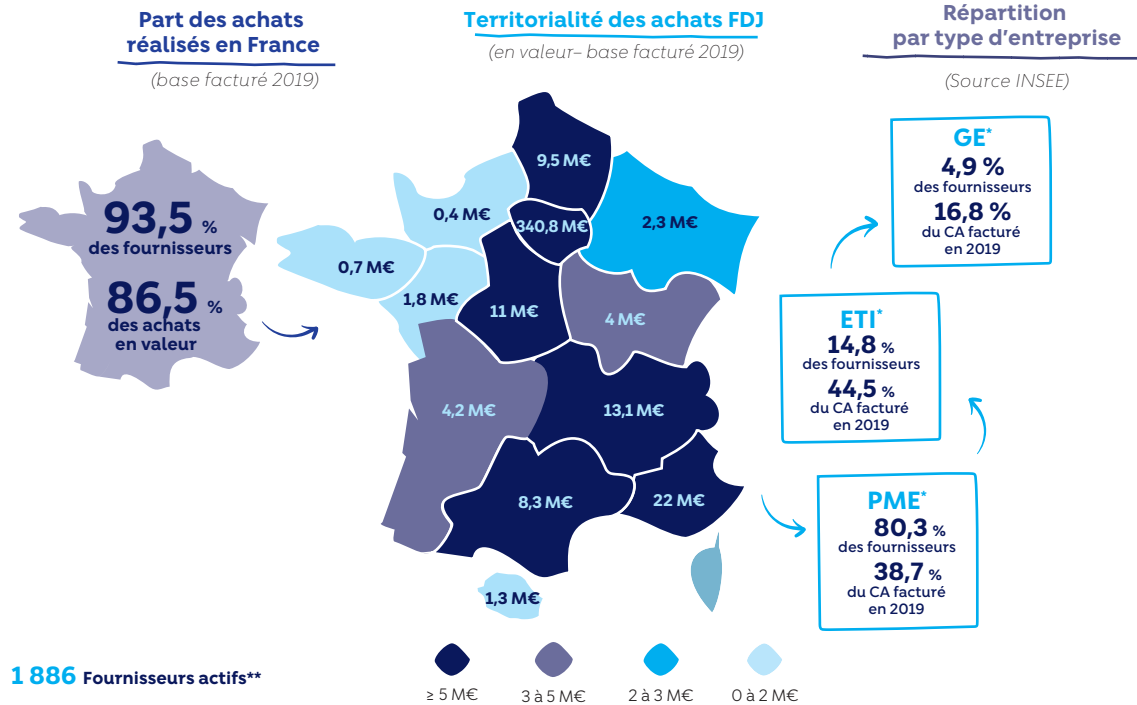 Part des achats
réalisés en France
(base facturé 2019)
93,5 %
des fournisseurs
86,5 %
des achats
en valeur
Territorialité des achats FDJ
(en valeur– base facturé 2019)
9,5 M€
0,4 M€
340,8 M€
2,3 M€
0,7 M€
1,8 M€
11 M€
4 M€
4,2 M€
13,1 M€
8,3 M€
22 M€
1,3 M€
≥ 5 M€
3 à 5 M€
2 à 3 M€
0 à 2 M€
Répartition
par type d'entreprise
(Source INSEE)
GE*
4,9 %
des fournisseurs
16,8 %
du CA facturé
en 2019
ETI*
14,8 %
des fournisseurs
44,5 %
du CA facturé
en 2019
PME*
80,3 %
des fournisseurs
38,7 %
du CA facturé
en 2019
1 886 Fournisseurs actifs**